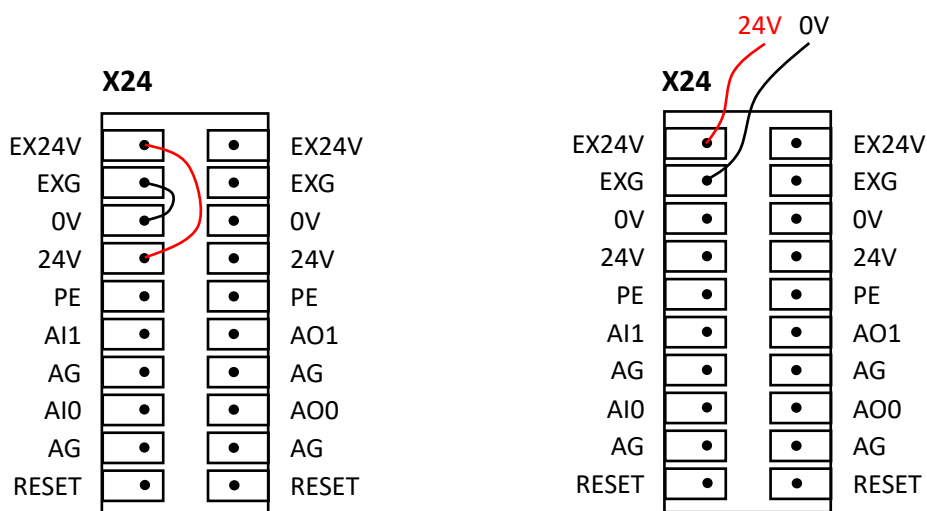 24V 0V
X24 X24
EX24V EX24V EX24V EX24V
EXG EXG EXG EXG
0V 0V 0V 0V
24V 24V 24V 24V
PE PE PE PE
AI1 AO1 AI1 AO1
AG AG AG AG
AI0 AO0 AI0 AO0
AG AG AG AG
RESET RESET RESET RESET